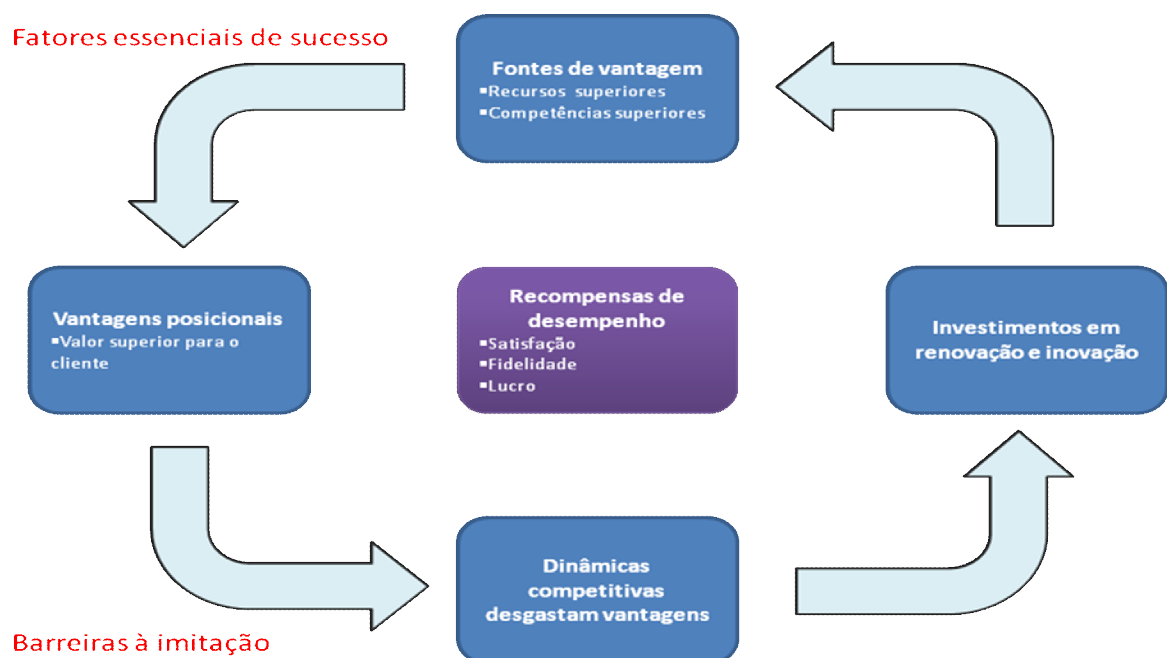 Fatores essenciais de sucesso
Fontes de vantagem
▪Recursos superiores
▪Competências superiores
Vantagens posicionais
▪Valor superior para o
cliente
Recompensas de
desempenho
▪Satisfação
▪Fidelidade
▪Lucro
Investimentos em
renovação e inovação
Dinâmicas
competitivas
desgastam vantagens
Barreiras à imitação